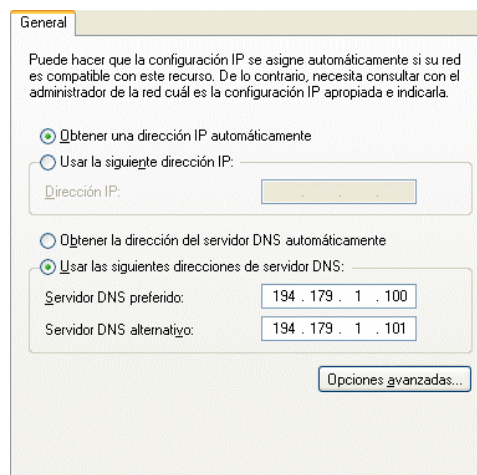 General
Puede hacer que la configuración IP se asigne automáticamente si su red
es compatible con este recurso. De lo contrario, necesita consultar con el
administrador de la red cuál es la configuración IP apropiada e indicarla.
Obtener una dirección IP automáticamente
Usar la siguiente dirección IP:
Dirección IP:
Obtener la dirección del servidor DNS automáticamente
Usar las siguientes direcciones de servidor DNS:
Servidor DNS preferido: 194 . 179 . 1 . 100
Servidor DNS alternativo: 194 . 179 . 1 . 101
Opciones avanzadas...